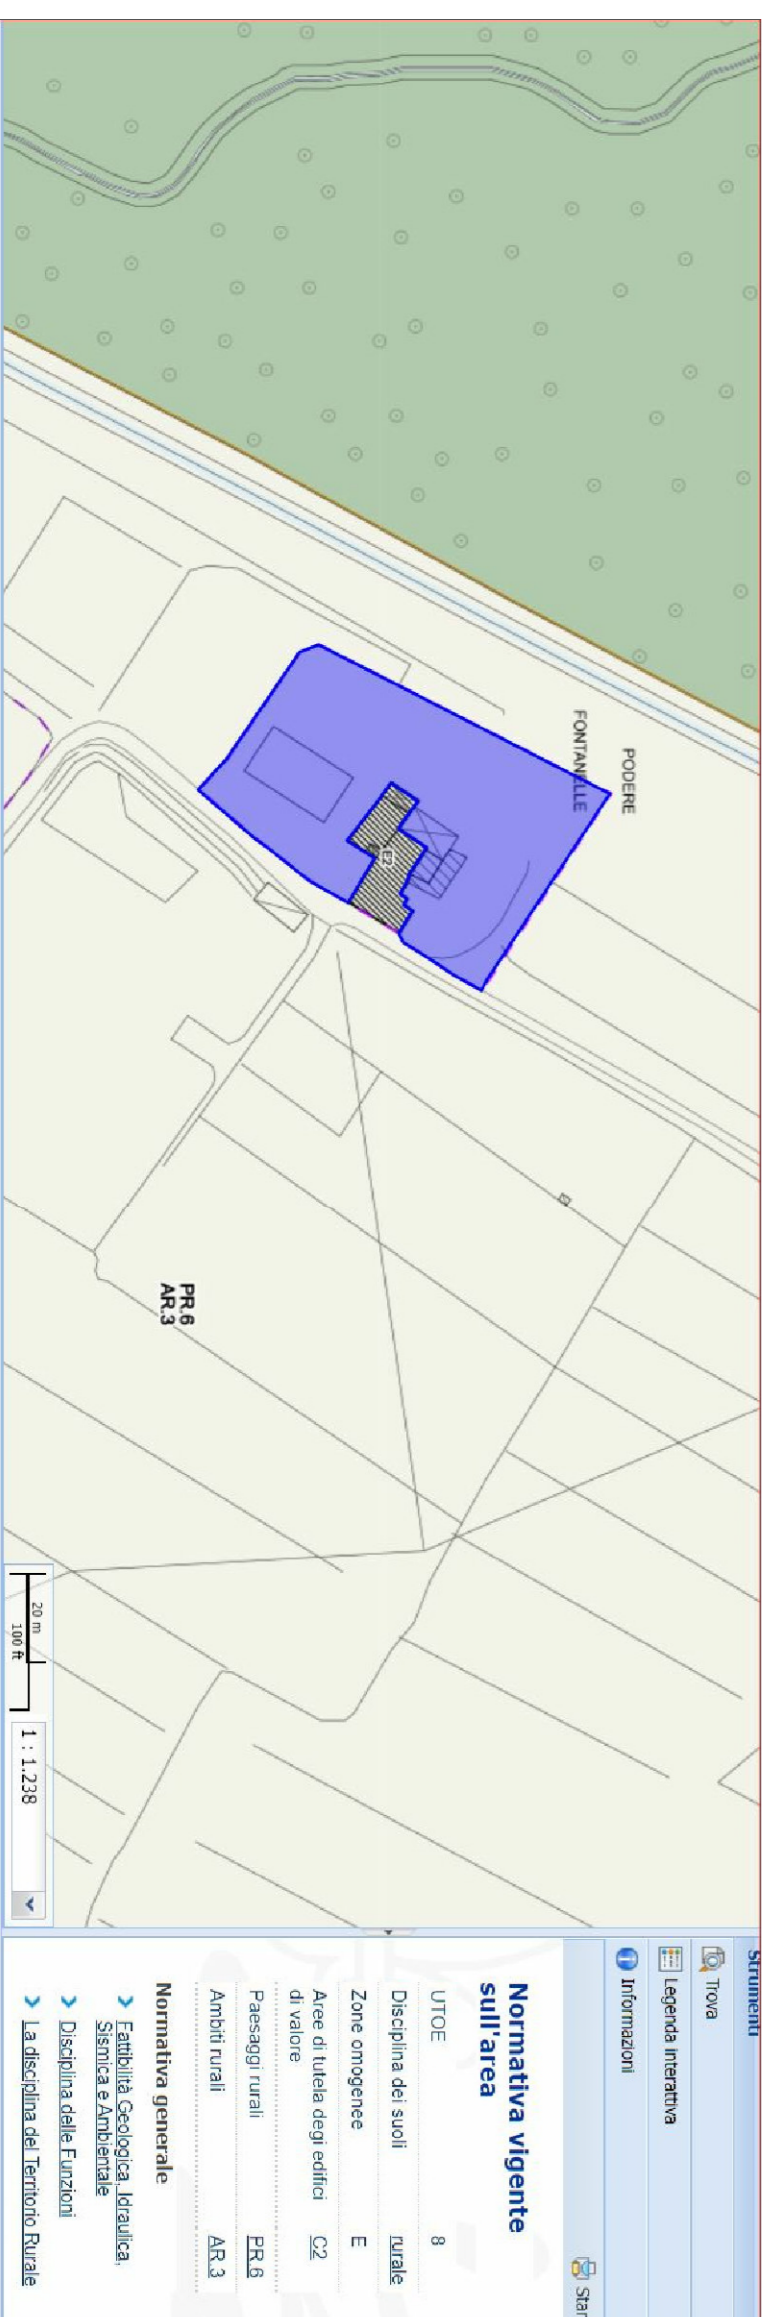 PODERE
FONTANELLE
E2
PR.6
AR.3
20 m
100 ft
1 : 1.238
Strumenti
Trova
Legenda interattiva
Informazioni
Star
Normativa vigente
sull'area
UTOE 8
Disciplina dei suoli rurale
Zone omogenee E
Aree di tutela degi edifici C2
di valore
Paesaggi rurali PR.6
Ambiti rurali AR.3
Normativa generale
Fattibilità Geologica, Idraulica,
Sismica e Ambientale
Disciplina delle Funzioni
La disciplina del Territorio Rurale